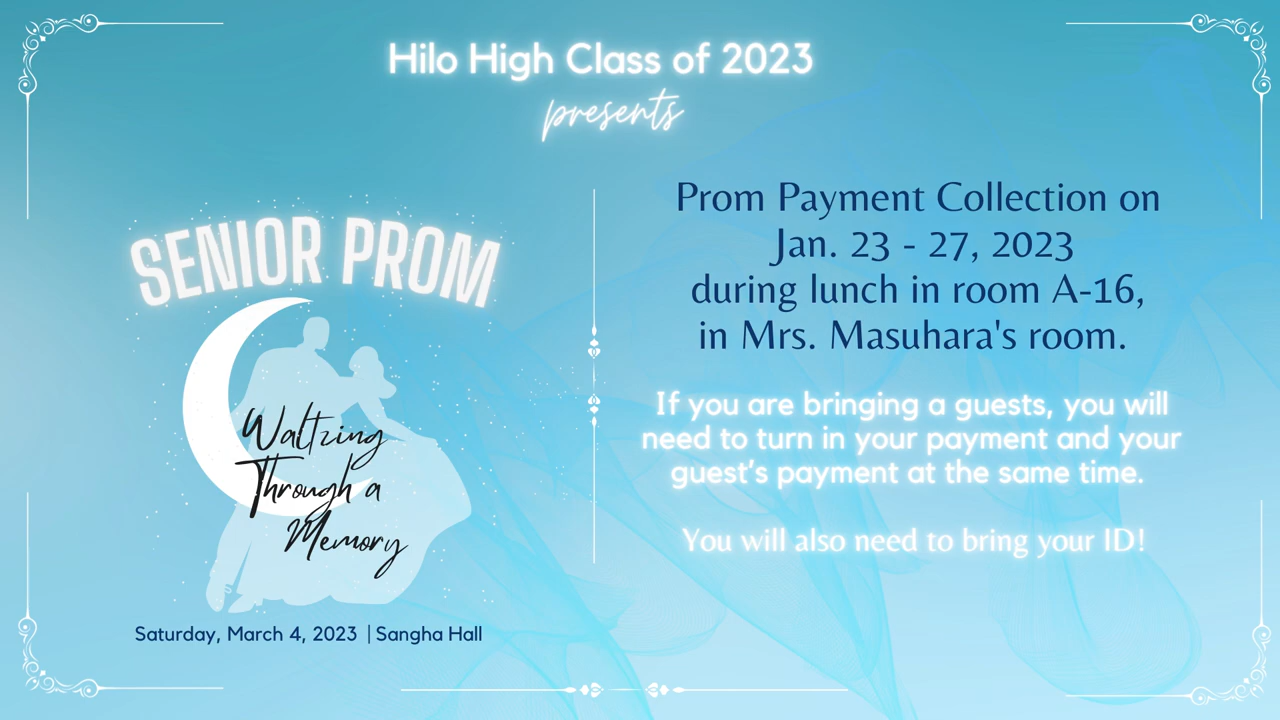 Hilo High Class of 2023
presents
SENIOR PROM
Waltzing
Through a
Memory
Saturday, March 4, 2023 | Sangha Hall
Prom Payment Collection on
Jan. 23 - 27, 2023
during lunch in room A-16,
in Mrs. Masuhara's room.
If you are bringing a guests, you will
need to turn in your payment and your
guest’s payment at the same time.
You will also need to bring your ID!